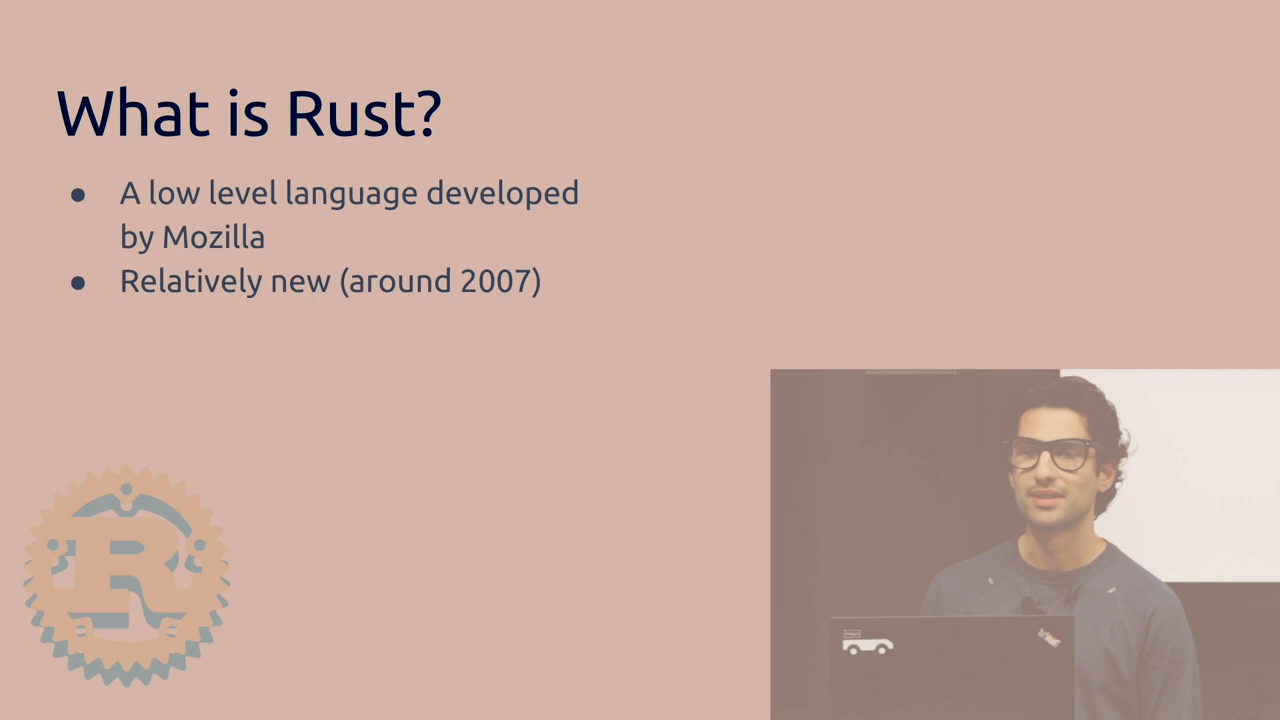 What is Rust?
● A low level language developed
by Mozilla
● Relatively new (around 2007)
R